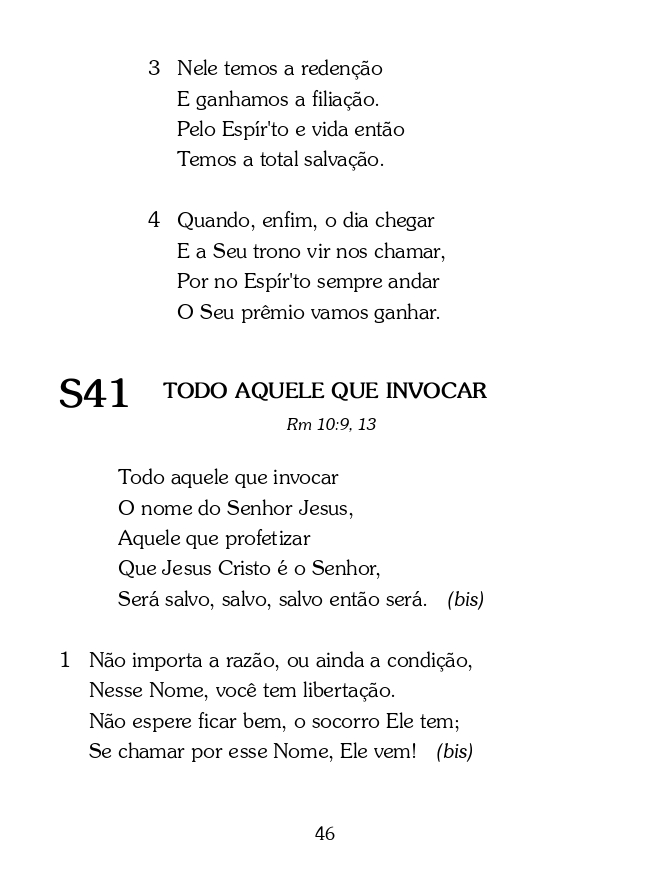 3 Nele temos a redenção
E ganhamos a filiação.
Pelo Espír'to e vida então
Temos a total salvação.
4 Quando, enfim, o dia chegar
E a Seu trono vir nos chamar,
Por no Espír'to sempre andar
O Seu prêmio vamos ganhar.
S41 TODO AQUELE QUE INVOCAR
Rm 10:9, 13
Todo aquele que invocar
O nome do Senhor Jesus,
Aquele que profetizar
Que Jesus Cristo é o Senhor,
Será salvo, salvo, salvo então será. (bis)
1 Não importa a razão, ou ainda a condição,
Nesse Nome, você tem libertação.
Não espere ficar bem, o socorro Ele tem;
Se chamar por esse Nome, Ele vem! (bis)
46